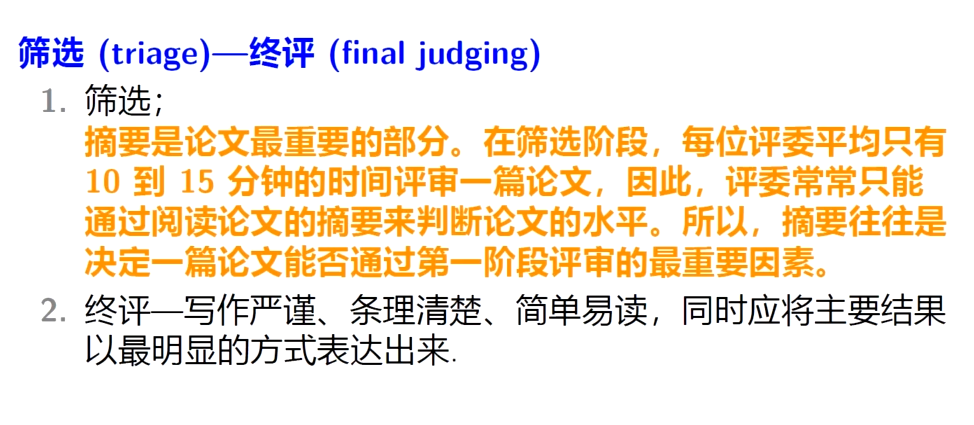 筛选 (triage)—终评 (final judging)
1. 筛选；
摘要是论文最重要的部分。在筛选阶段，每位评委平均只有
10 到 15 分钟的时间评审一篇论文，因此，评委常常只能
通过阅读论文的摘要来判断论文的水平。所以，摘要往往是
决定一篇论文能否通过第一阶段评审的最重要因素。
2. 终评—写作严谨、条理清楚、简单易读，同时应将主要结果
以最明显的方式表达出来.